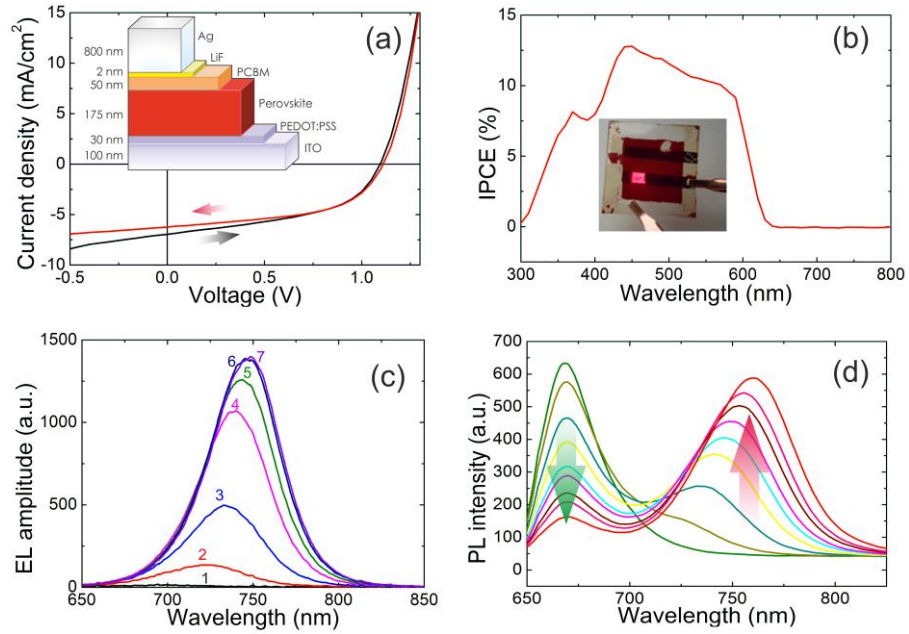 (a)
Current density (mA/cm²)
15
10
5
0
-5
-10
-0.5
0.0
0.5
1.0
Voltage (V)
800 nm
2 nm
50 nm
175 nm
30 nm
100 nm
Ag
LiF
PCBM
Perovskite
PEDOT:PSS
ITO
(b)
IPCE (%)
15
10
5
0
300
400
500
600
700
800
Wavelength (nm)
(c)
EL amplitude (a.u.)
1500
1000
500
0
650
700
750
800
850
Wavelength (nm)
6
7
5
4
3
2
1
(d)
PL intensity (a.u.)
700
600
500
400
300
200
100
0
650
700
750
800
Wavelength (nm)